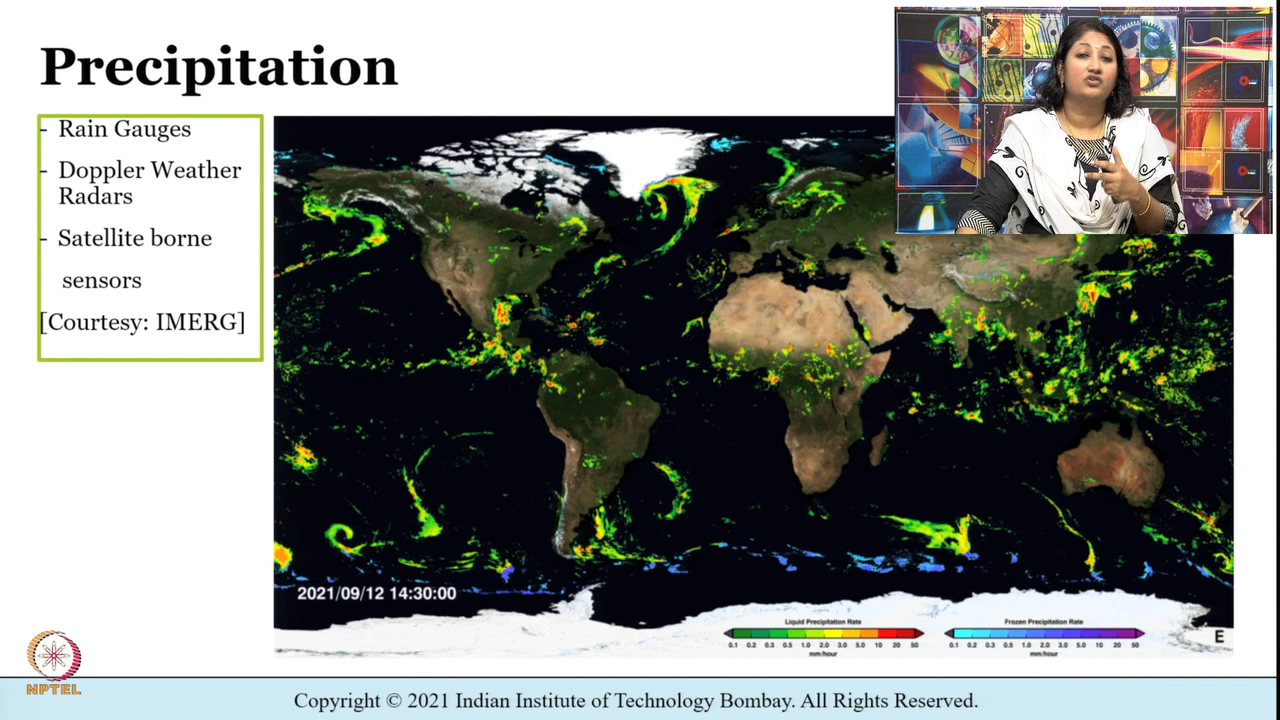 Precipitation
- Rain Gauges
- Doppler Weather
Radars
- Satellite borne
sensors
[Courtesy: IMERG]
2021/09/12 14:30:00
Liquid Precipitation Rate
0.1 0.2 0.3 0.5 1.0 2.0 3.0 5.0 10 20 50
mm/hour
Frozen Precipitation Rate
0.1 0.2 0.3 0.5 1.0 2.0 3.0 5.0 10 20 50
mm/hour
E
NPTEL
Copyright © 2021 Indian Institute of Technology Bombay. All Rights Reserved.